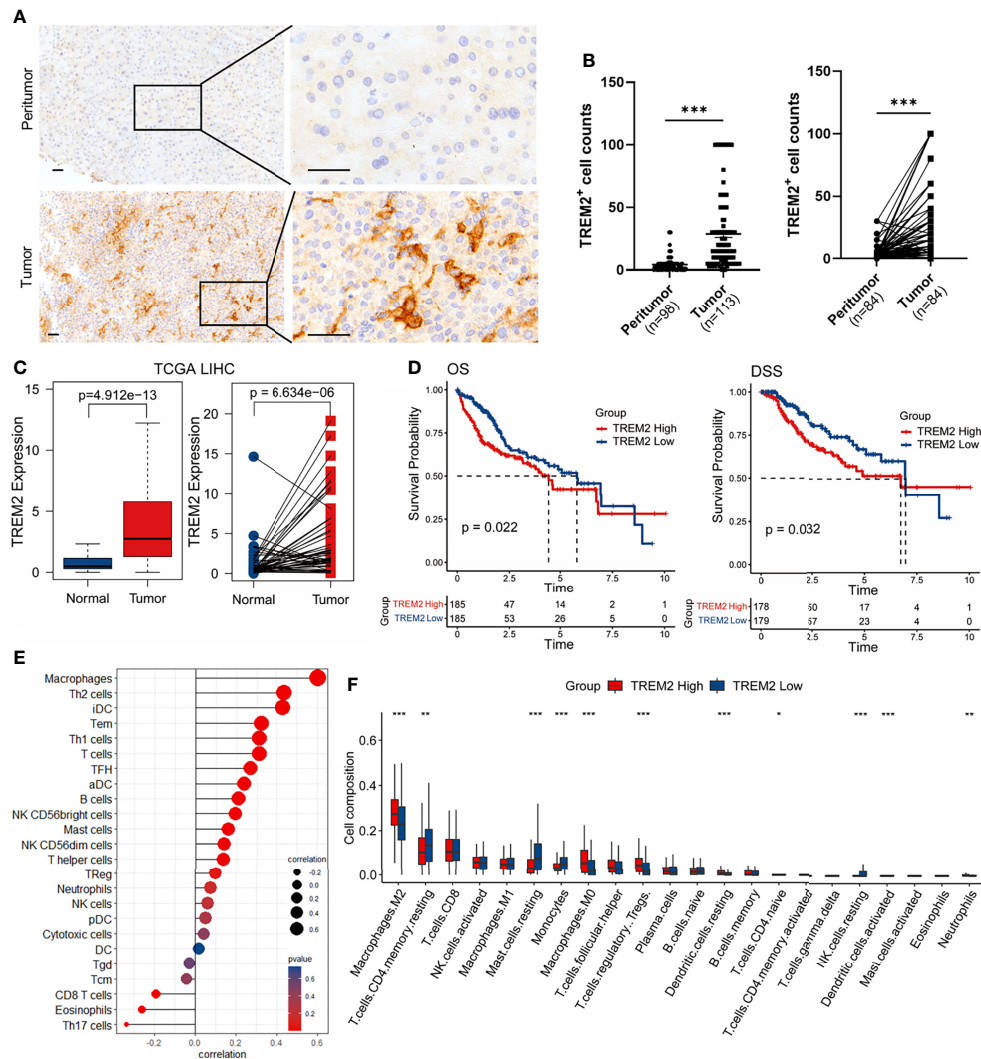 A
Peritumor
Tumor
B
TREM2+ cell counts
150
100
50
0
***
Peritumor
(n=98)
Tumor
(n=113)
TREM2+ cell counts
150
100
50
0
***
Peritumor
(n=84)
Tumor
(n=84)
C
TCGA LIHC
TREM2 Expression
15
10
5
0
p=4.912e−13
Normal
Tumor
TREM2 Expression
20
15
10
5
0
p = 6.634e−06
Normal
Tumor
D
OS
Survival Probability
1.00
0.75
0.50
0.25
0.00
Group
TREM2 High
TREM2 Low
p = 0.022
0
2.5
5
7.5
10
Time
Group
TREM2 High 185 47 14 2 1
TREM2 Low 185 53 26 5 0
0 2.5 5 7.5 10
Time
DSS
Survival Probability
1.00
0.75
0.50
0.25
0.00
Group
TREM2 High
TREM2 Low
p = 0.032
0
2.5
5
7.5
10
Time
Group
TREM2 High 178 50 17 4 1
TREM2 Low 179 57 23 4 0
0 2.5 5 7.5 10
Time
E
Macrophages
Th2 cells
iDC
Tem
Th1 cells
T cells
TFH
aDC
B cells
NK CD56bright cells
Mast cells
NK CD56dim cells
T helper cells
TReg
Neutrophils
NK cells
pDC
Cytotoxic cells
DC
Tgd
Tcm
CD8 T cells
Eosinophils
Th17 cells
-0.2 0.0 0.2 0.4 0.6
correlation
correlation
-0.2
0.0
0.2
0.4
0.6
pvalue
0.6
0.4
0.2
F
Group TREM2 High TREM2 Low
Cell composition
0.6
0.4
0.2
0.0
*** ** *** *** *** *** *** * *** *** **
Macrophages.M2
T.cells.CD4.memory.resting
T.cells.CD8
NK.cells.activated
Macrophages.M1
Mast.cells.resting
Monocytes
Macrophages.M0
T.cells.follicular.helper
T.cells.regulatory..Tregs.
Plasma.cells
B.cells.naive
Dendritic.cells.resting
B.cells.memory
T.cells.CD4.naive
T.cells.CD4.memory.activated
T.cells.gamma.delta
NK.cells.resting
Dendritic.cells.activated
Mast.cells.activated
Eosinophils
Neutrophils